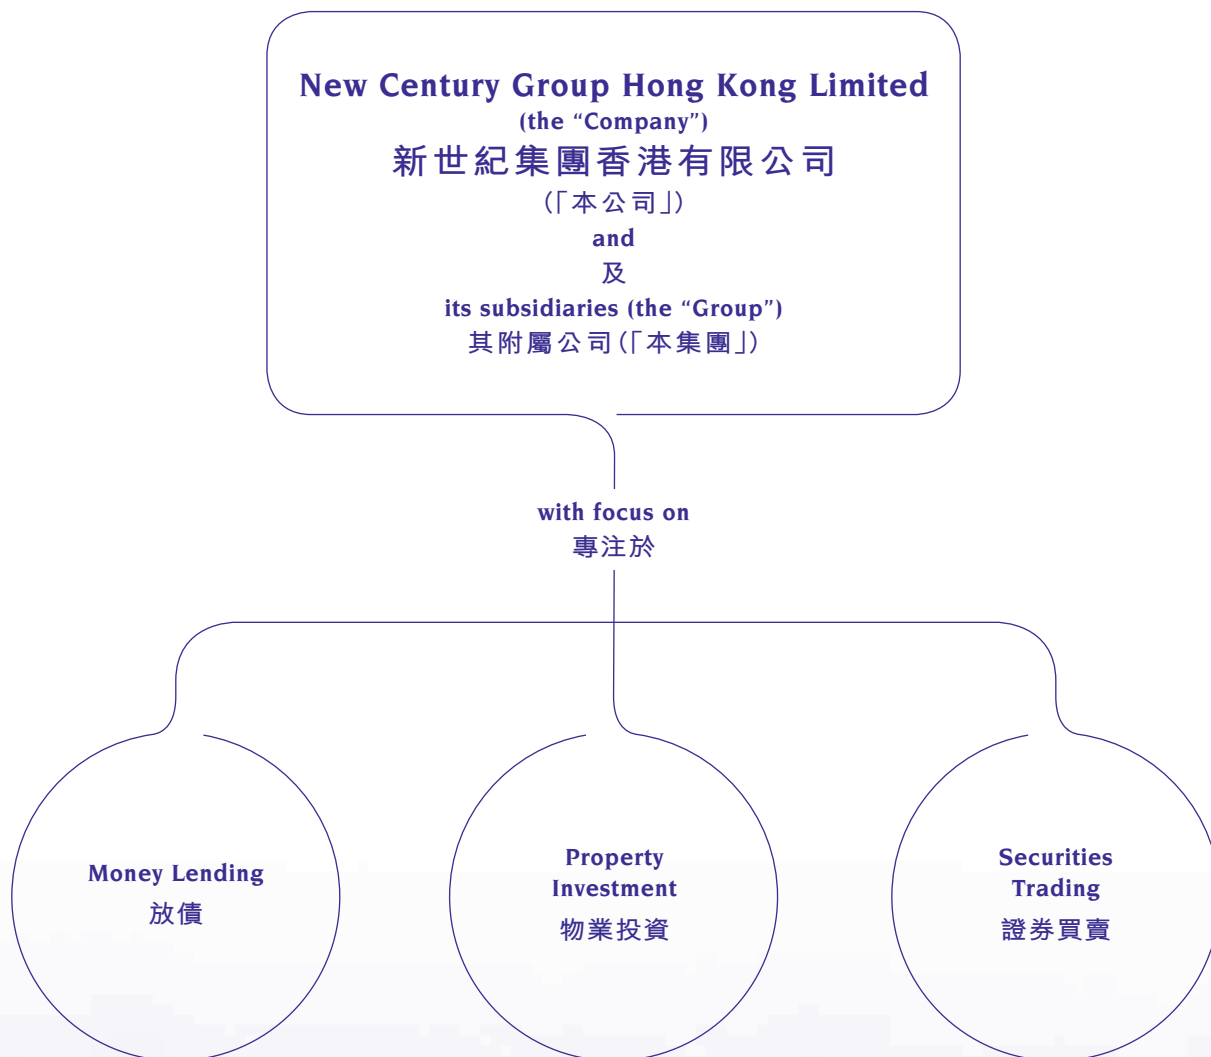 New Century Group Hong Kong Limited
(the “Company”)
新世紀集團香港有限公司
(「本公司」)
and
及
its subsidiaries (the “Group”)
其附屬公司(「本集團」)
with focus on
專注於
Money Lending
放債
Property
Investment
物業投資
Securities
Trading
證券買賣